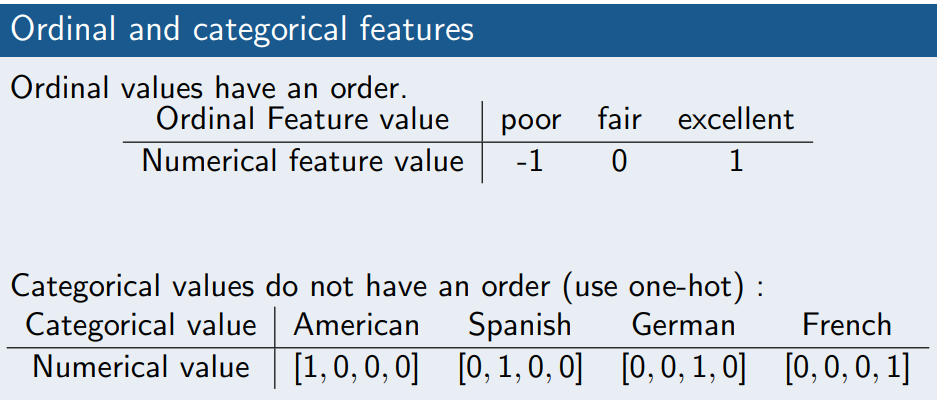 Ordinal and categorical features
Ordinal values have an order.
Ordinal Feature value poor fair excellent
Numerical feature value -1 0 1
Categorical values do not have an order (use one-hot) :
Categorical value American Spanish German French
Numerical value [1, 0, 0, 0] [0, 1, 0, 0] [0, 0, 1, 0] [0, 0, 0, 1]